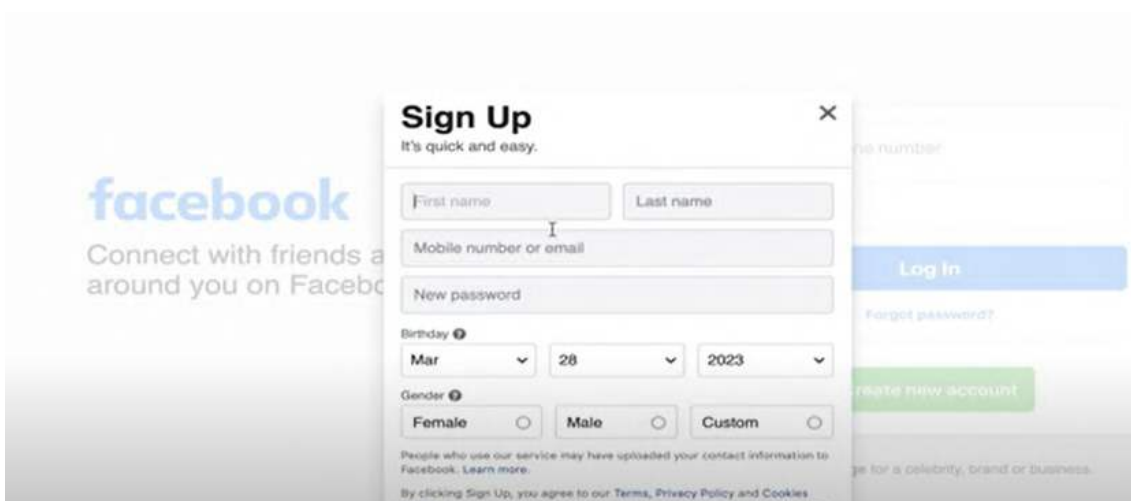 Sign Up
It's quick and easy.
First name
Last name
Mobile number or email
New password
Birthday
Mar
28
2023
Gender
Female
Male
Custom
People who use our service may have uploaded your contact information to
Facebook. Learn more.
By clicking Sign Up, you agree to our Terms, Privacy Policy and Cookies
facebook
Connect with friends a
around you on Facebo
number
Log In
Forgot password?
reate new account
for a celebrity, brand or business.